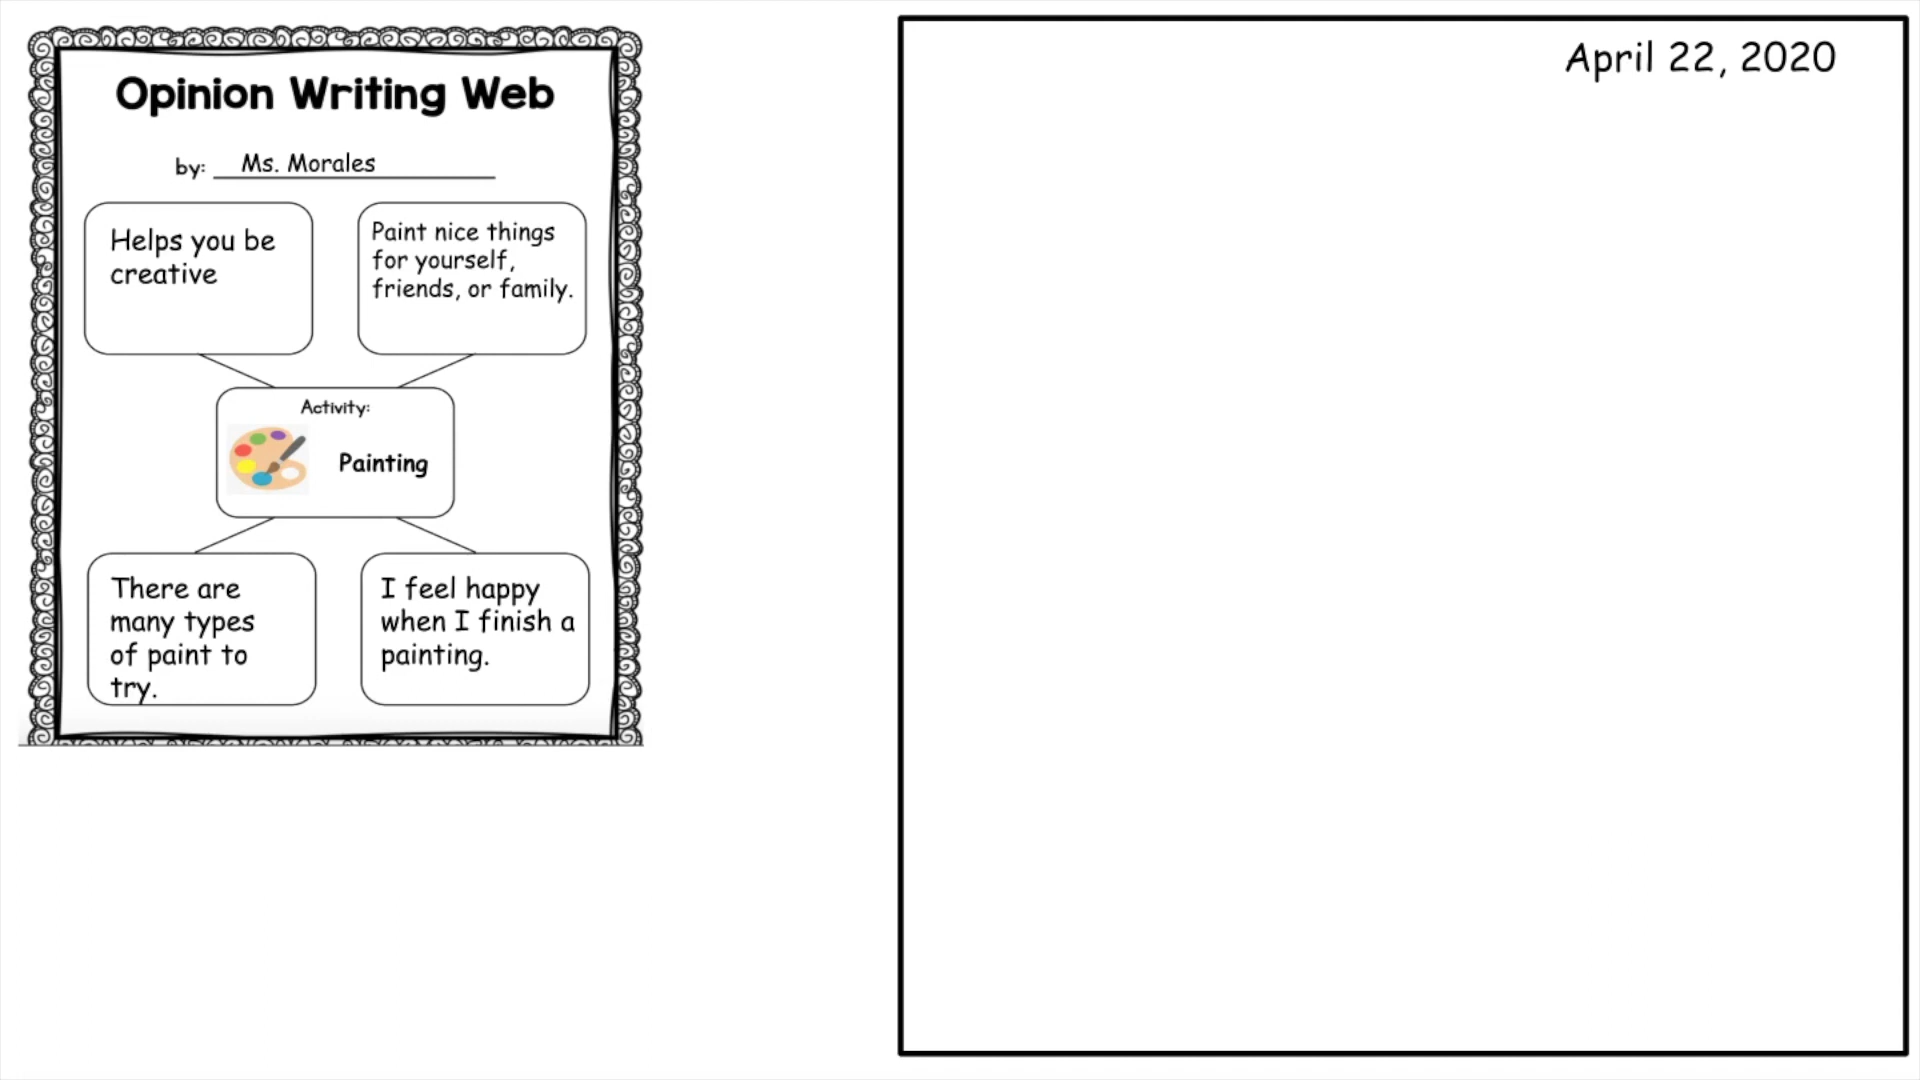 Opinion Writing Web
by: Ms. Morales
Helps you be
creative
Paint nice things
for yourself,
friends, or family.
Activity:
Painting
There are
many types
of paint to
try.
I feel happy
when I finish a
painting.
April 22, 2020